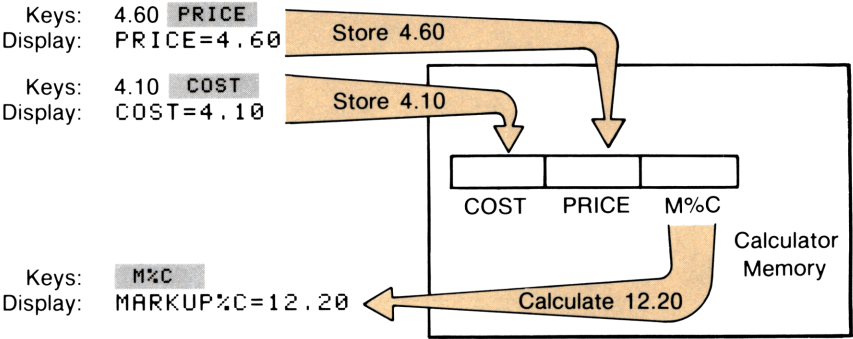 Keys: 4.60 PRICE
Display: PRICE=4.60
Store 4.60
Keys: 4.10 COST
Display: COST=4.10
Store 4.10
COST PRICE M%C
Calculator
Memory
Keys: M%C
Display: MARKUP%C=12.20
Calculate 12.20